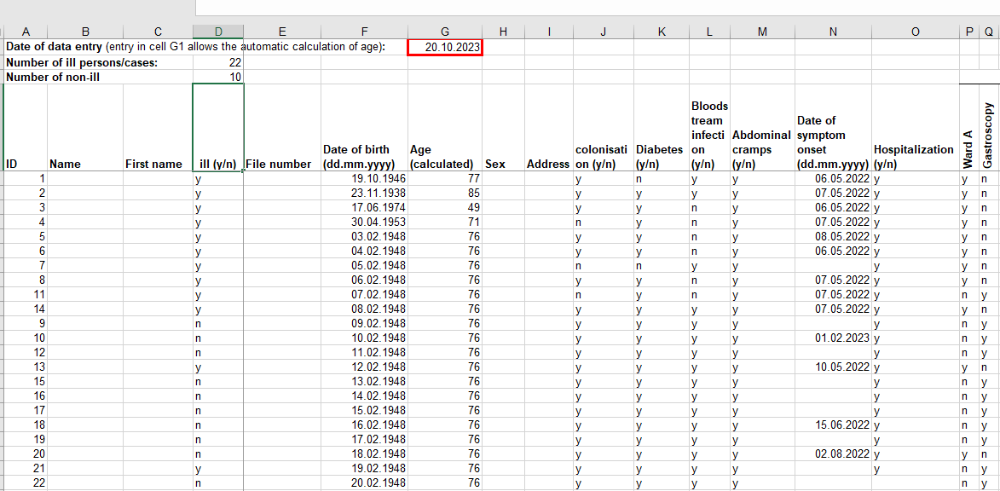 A B C D E F G H I J K L M N O P Q
Date of data entry (entry in cell G1 allows the automatic calculation of age): 20.10.2023
Number of ill persons/cases: 22
Number of non-ill 10
ID Name First name ill (y/n) File number Date of birth (dd.mm.yyyy) Age (calculated) Sex Address colonisati on (y/n) Diabetes (y/n) Bloods tream infecti on (y/n) Abdominal cramps (y/n) Date of symptom onset (dd.mm.yyyy) Hospitalization (y/n) Ward A Gastroscopy
1 y 19.10.1946 77 y n y y 06.05.2022 y y n
2 y 23.11.1938 85 y y y y 07.05.2022 y y n
3 y 17.06.1974 49 y y n y 06.05.2022 y y n
4 y 30.04.1953 71 n y n y 07.05.2022 y y n
5 y 03.02.1948 76 y y n y 08.05.2022 y y n
6 y 04.02.1948 76 y y n y 06.05.2022 y y n
7 y 05.02.1948 76 n n y y y y n
8 y 06.02.1948 76 y y n y 07.05.2022 y y n
11 y 07.02.1948 76 n y n y 07.05.2022 y n y
14 y 08.02.1948 76 y y y y 07.05.2022 y y n
9 n 09.02.1948 76 y y y y y n y
10 n 10.02.1948 76 y y y y 01.02.2023 y n y
12 n 11.02.1948 76 y y y y y n y
13 y 12.02.1948 76 y y y y 10.05.2022 y y n
15 n 13.02.1948 76 y y y y y n y
16 n 14.02.1948 76 y y y y y n y
17 n 15.02.1948 76 y y y y y n y
18 n 16.02.1948 76 y y y y 15.06.2022 y n y
19 n 17.02.1948 76 y y y y y n y
20 n 18.02.1948 76 y y y y 02.08.2022 y y n
21 y 19.02.1948 76 y y y y y n y
22 n 20.02.1948 76 y y y y n y